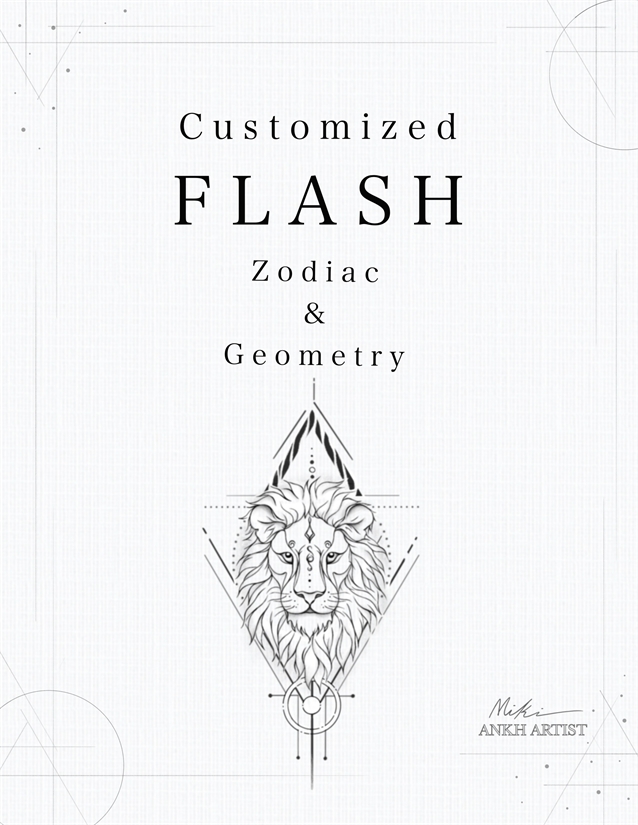 Customized
FLASH
Zodiac
&
Geometry
Miki
ANKH ARTIST